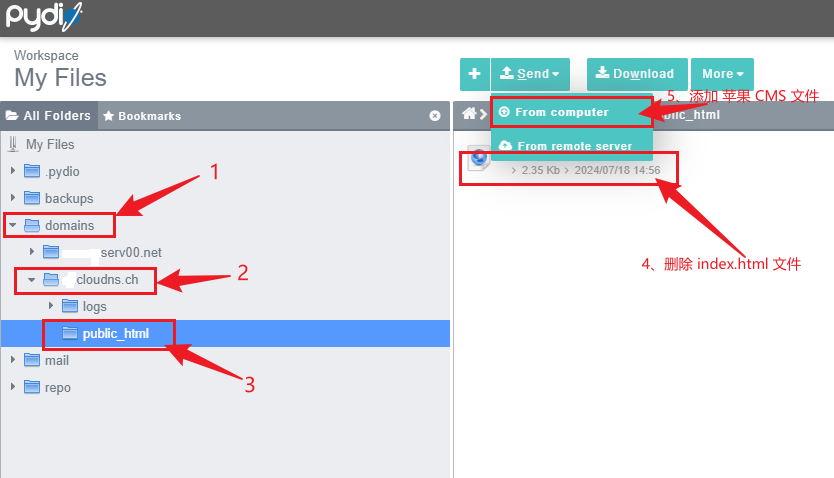 pydio
Workspace
My Files
Send
Download
More
All Folders
Bookmarks
From computer
5、添加 苹果 CMS 文件
_html
From remote server
2.35 Kb
2024/07/18 14:56
My Files
.pydio
1
backups
domains
serv00.net
cloudns.ch
2
4、删除 index.html 文件
logs
public_html
mail
3
repo